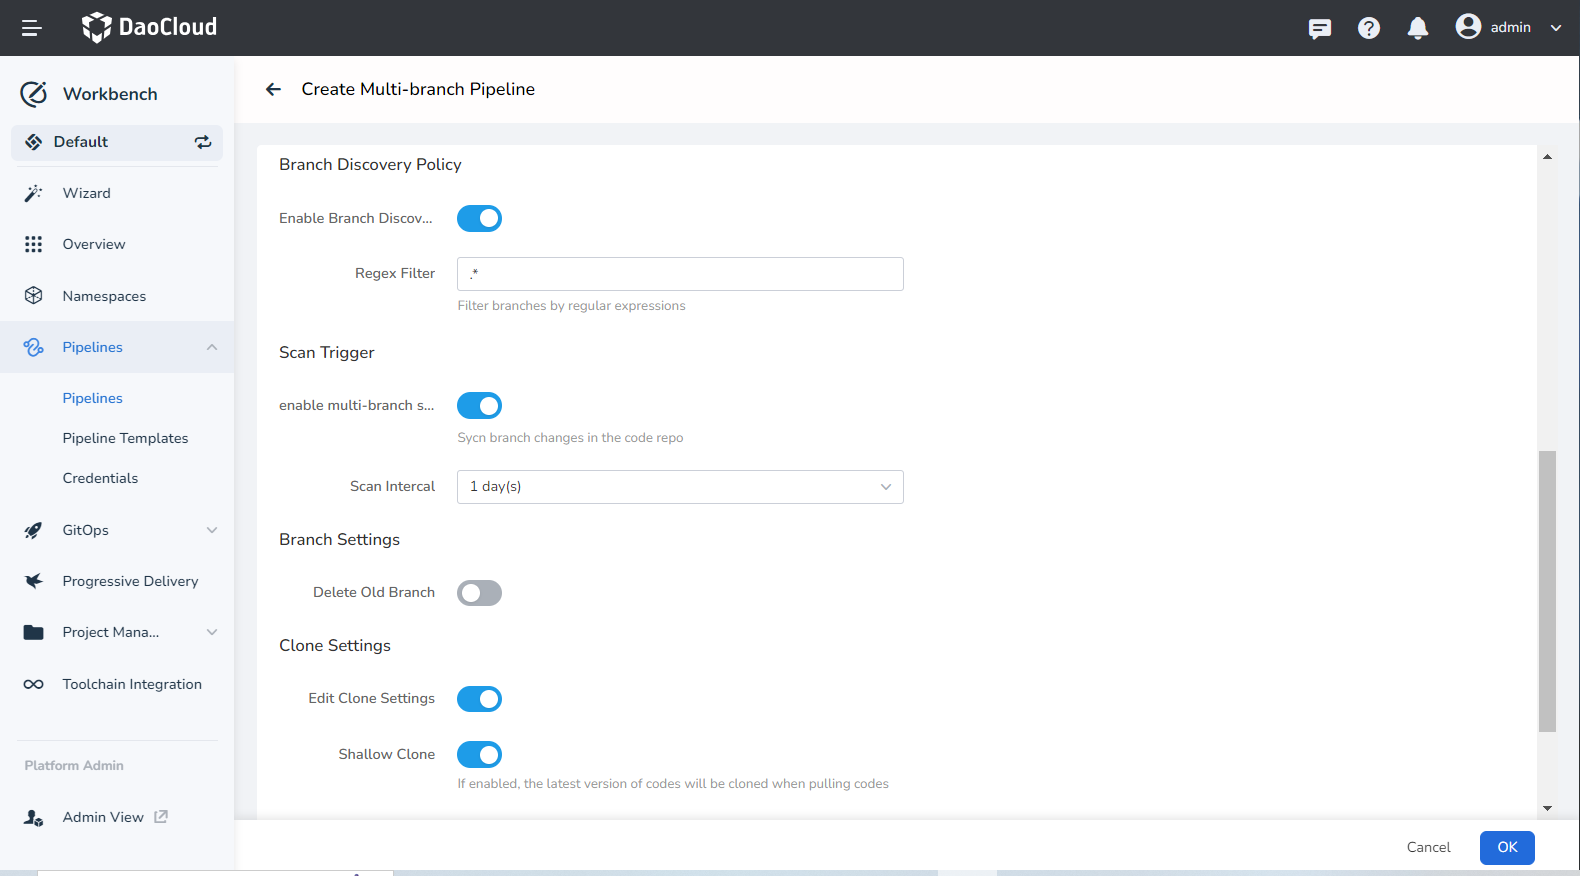 DaoCloud
admin
Workbench
Default
Wizard
Overview
Namespaces
Pipelines
Pipelines
Pipeline Templates
Credentials
GitOps
Progressive Delivery
Project Mana...
Toolchain Integration
Platform Admin
Admin View
Create Multi-branch Pipeline
Branch Discovery Policy
Enable Branch Discov...
Regex Filter .*
Filter branches by regular expressions
Scan Trigger
enable multi-branch s...
Sycn branch changes in the code repo
Scan Intercal 1 day(s)
Branch Settings
Delete Old Branch
Clone Settings
Edit Clone Settings
Shallow Clone
If enabled, the latest version of codes will be cloned when pulling codes
Cancel OK